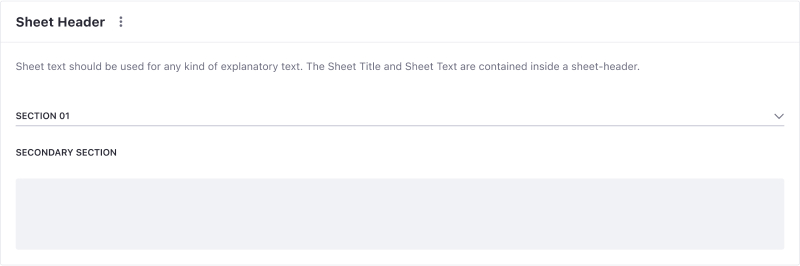 Sheet Header
Sheet text should be used for any kind of explanatory text. The Sheet Title and Sheet Text are contained inside a sheet-header.
SECTION 01
SECONDARY SECTION